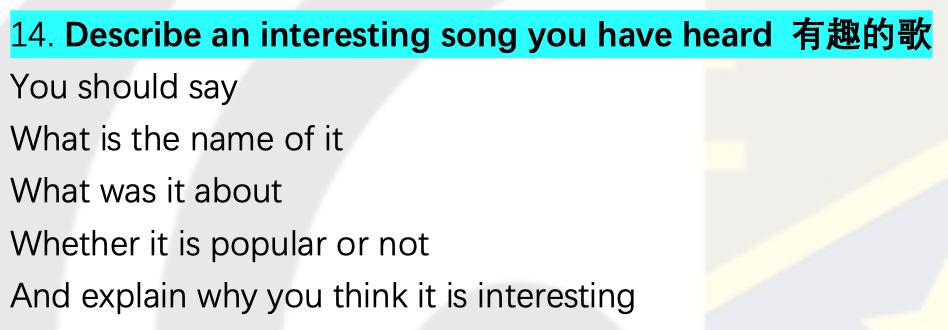 14. Describe an interesting song you have heard 有趣的歌
You should say
What is the name of it
What was it about
Whether it is popular or not
And explain why you think it is interesting